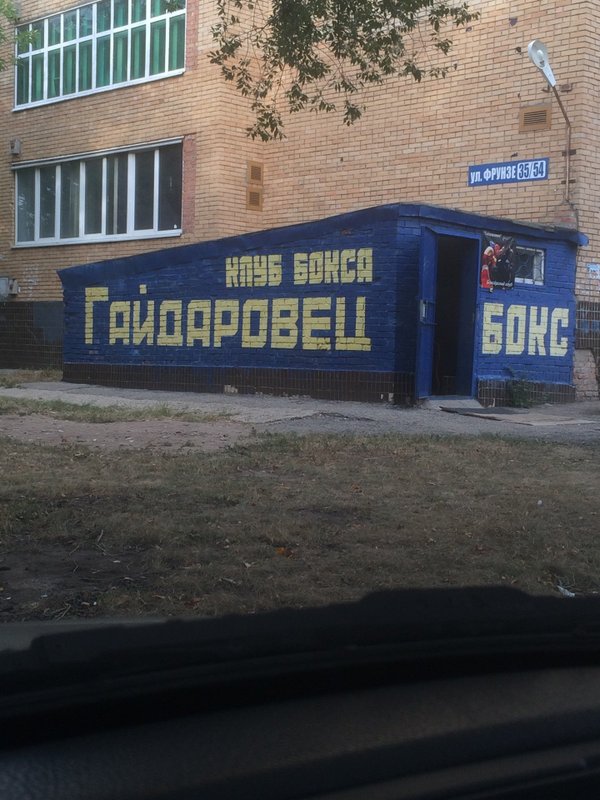 ул. ФРУНЗЕ 35/54
КЛУБ БОКСА
ГАЙДАРОВЕЦ
БОКС